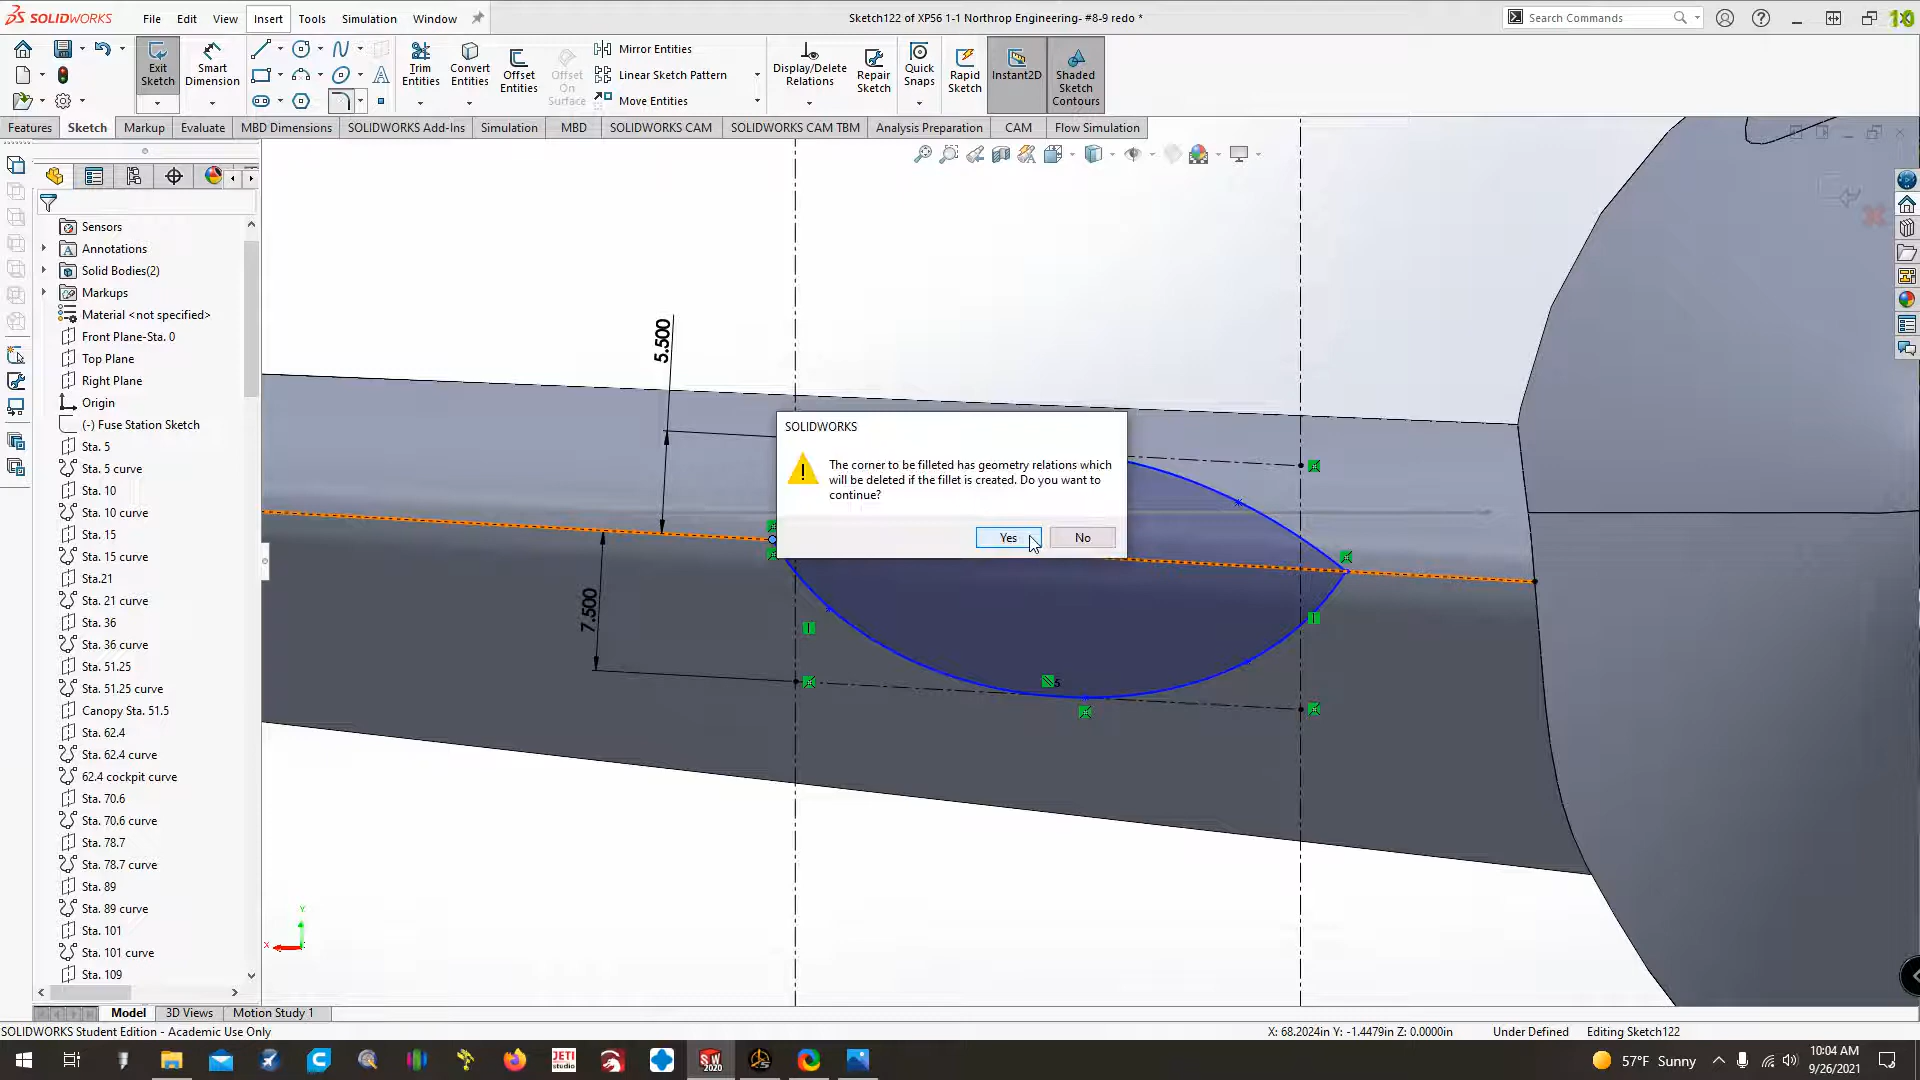 SOLIDWORKS
File
Edit
View
Insert
Tools
Simulation
Window
Sketch122 of XP56 1-1 Northrop Engineering- #8-9 redo *
Search Commands
10
Exit
Sketch
Smart
Dimension
Trim
Entities
Convert
Entities
Offset
Entities
Offset
On
Surface
Mirror Entities
Linear Sketch Pattern
Move Entities
Display/Delete
Relations
Repair
Sketch
Quick
Snaps
Rapid
Sketch
Instant2D
Shaded
Sketch
Contours
Features
Sketch
Markup
Evaluate
MBD Dimensions
SOLIDWORKS Add-Ins
Simulation
MBD
SOLIDWORKS CAM
SOLIDWORKS CAM TBM
Analysis Preparation
CAM
Flow Simulation
Sensors
Annotations
Solid Bodies(2)
Markups
Material <not specified>
Front Plane-Sta. 0
Top Plane
Right Plane
Origin
(-) Fuse Station Sketch
Sta. 5
Sta. 5 curve
Sta. 10
Sta. 10 curve
Sta. 15
Sta. 15 curve
Sta.21
Sta. 21 curve
Sta. 36
Sta. 36 curve
Sta. 51.25
Sta. 51.25 curve
Canopy Sta. 51.5
Sta. 62.4
Sta. 62.4 curve
62.4 cockpit curve
Sta. 70.6
Sta. 70.6 curve
Sta. 78.7
Sta. 78.7 curve
Sta. 89
Sta. 89 curve
Sta. 101
Sta. 101 curve
Sta. 109
5.500
7.500
5
SOLIDWORKS
The corner to be filleted has geometry relations which
will be deleted if the fillet is created. Do you want to
continue?
Yes
No
Y
X
Model
3D Views
Motion Study 1
SOLIDWORKS Student Edition - Academic Use Only
X: 68.2024in Y: -1.4479in Z: 0.0000in
Under Defined
Editing Sketch122
JETI
studio
SW
2020
57°F Sunny
10:04 AM
9/26/2021